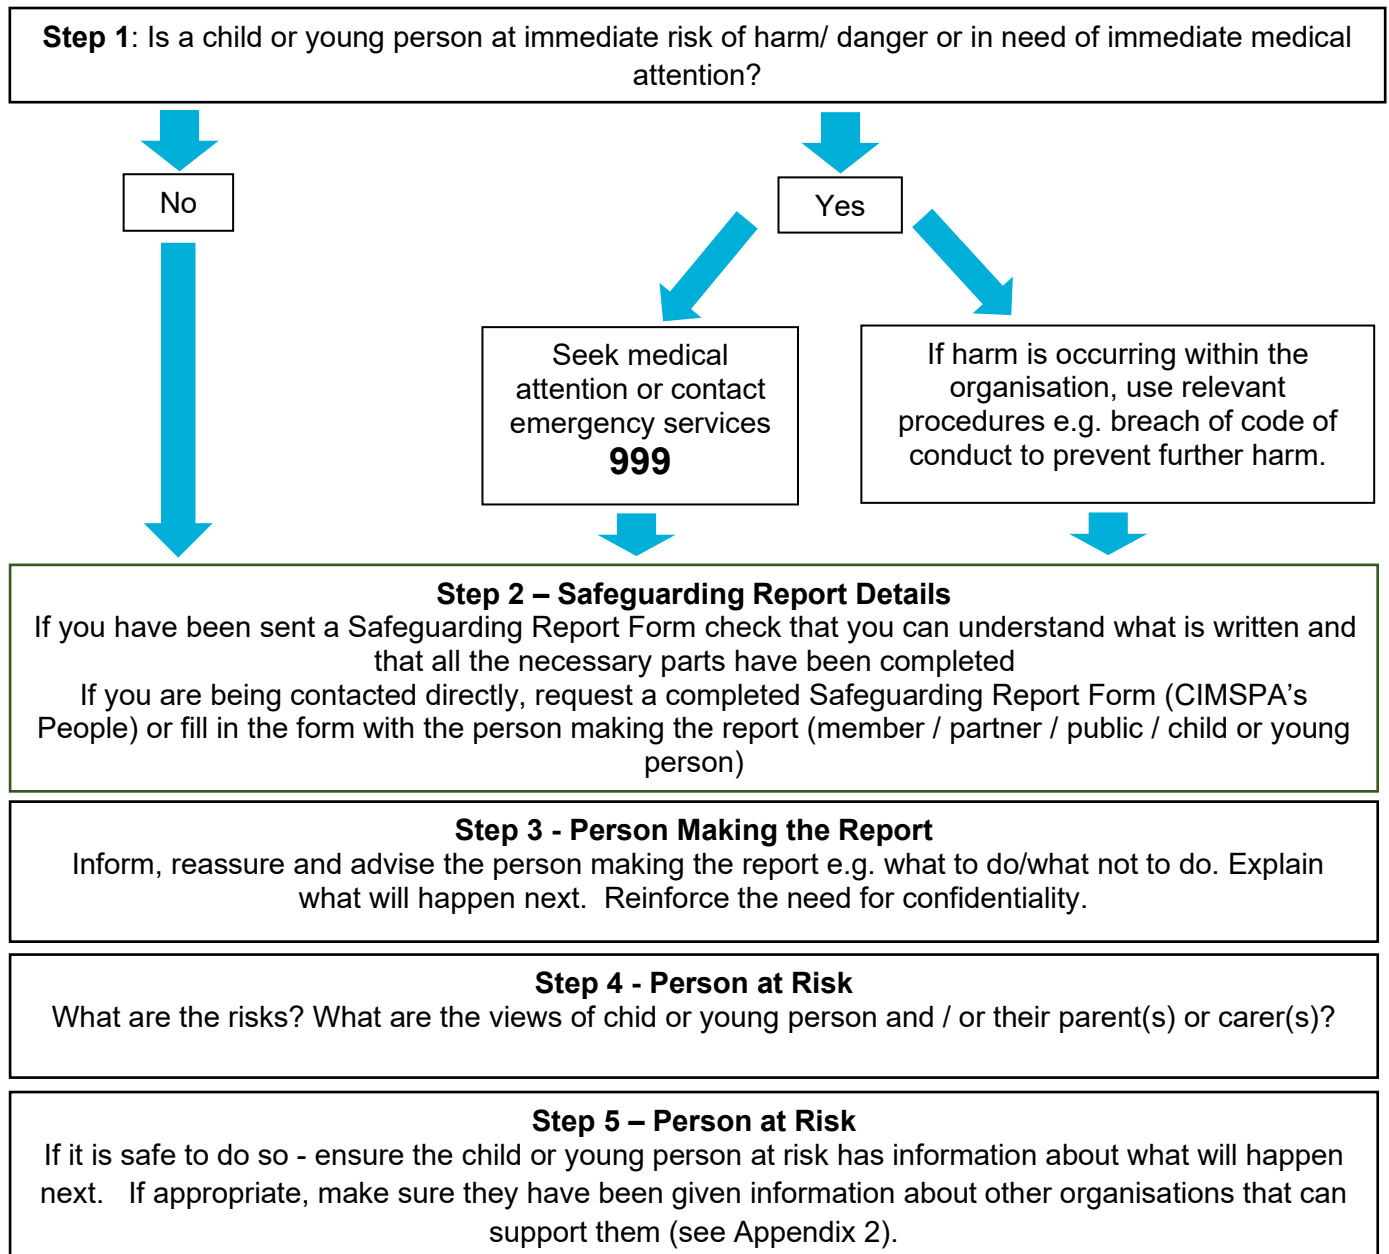 Step 1: Is a child or young person at immediate risk of harm/ danger or in need of immediate medical
attention?
No
Yes
Seek medical
attention or contact
emergency services
999
If harm is occurring within the
organisation, use relevant
procedures e.g. breach of code of
conduct to prevent further harm.
Step 2 – Safeguarding Report Details
If you have been sent a Safeguarding Report Form check that you can understand what is written and
that all the necessary parts have been completed
If you are being contacted directly, request a completed Safeguarding Report Form (CIMSPA’s
People) or fill in the form with the person making the report (member / partner / public / child or young
person)
Step 3 - Person Making the Report
Inform, reassure and advise the person making the report e.g. what to do/what not to do. Explain
what will happen next.  Reinforce the need for confidentiality.
Step 4 - Person at Risk
What are the risks? What are the views of chid or young person and / or their parent(s) or carer(s)?
Step 5 – Person at Risk
If it is safe to do so - ensure the child or young person at risk has information about what will happen
next.   If appropriate, make sure they have been given information about other organisations that can
support them (see Appendix 2).